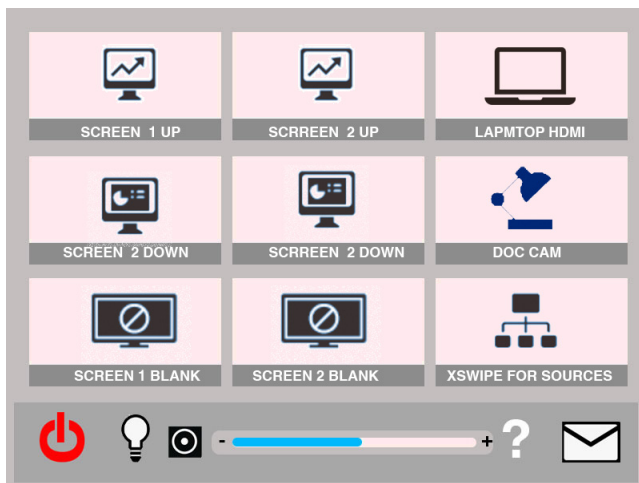 SCREEN 1 UP
SCRREEN 2 UP
LAPMTOP HDMI
SCREEN 2 DOWN
SCRREEN 2 DOWN
DOC CAM
SCREEN 1 BLANK
SCREEN 2 BLANK
XSWIPE FOR SOURCES
- +
?